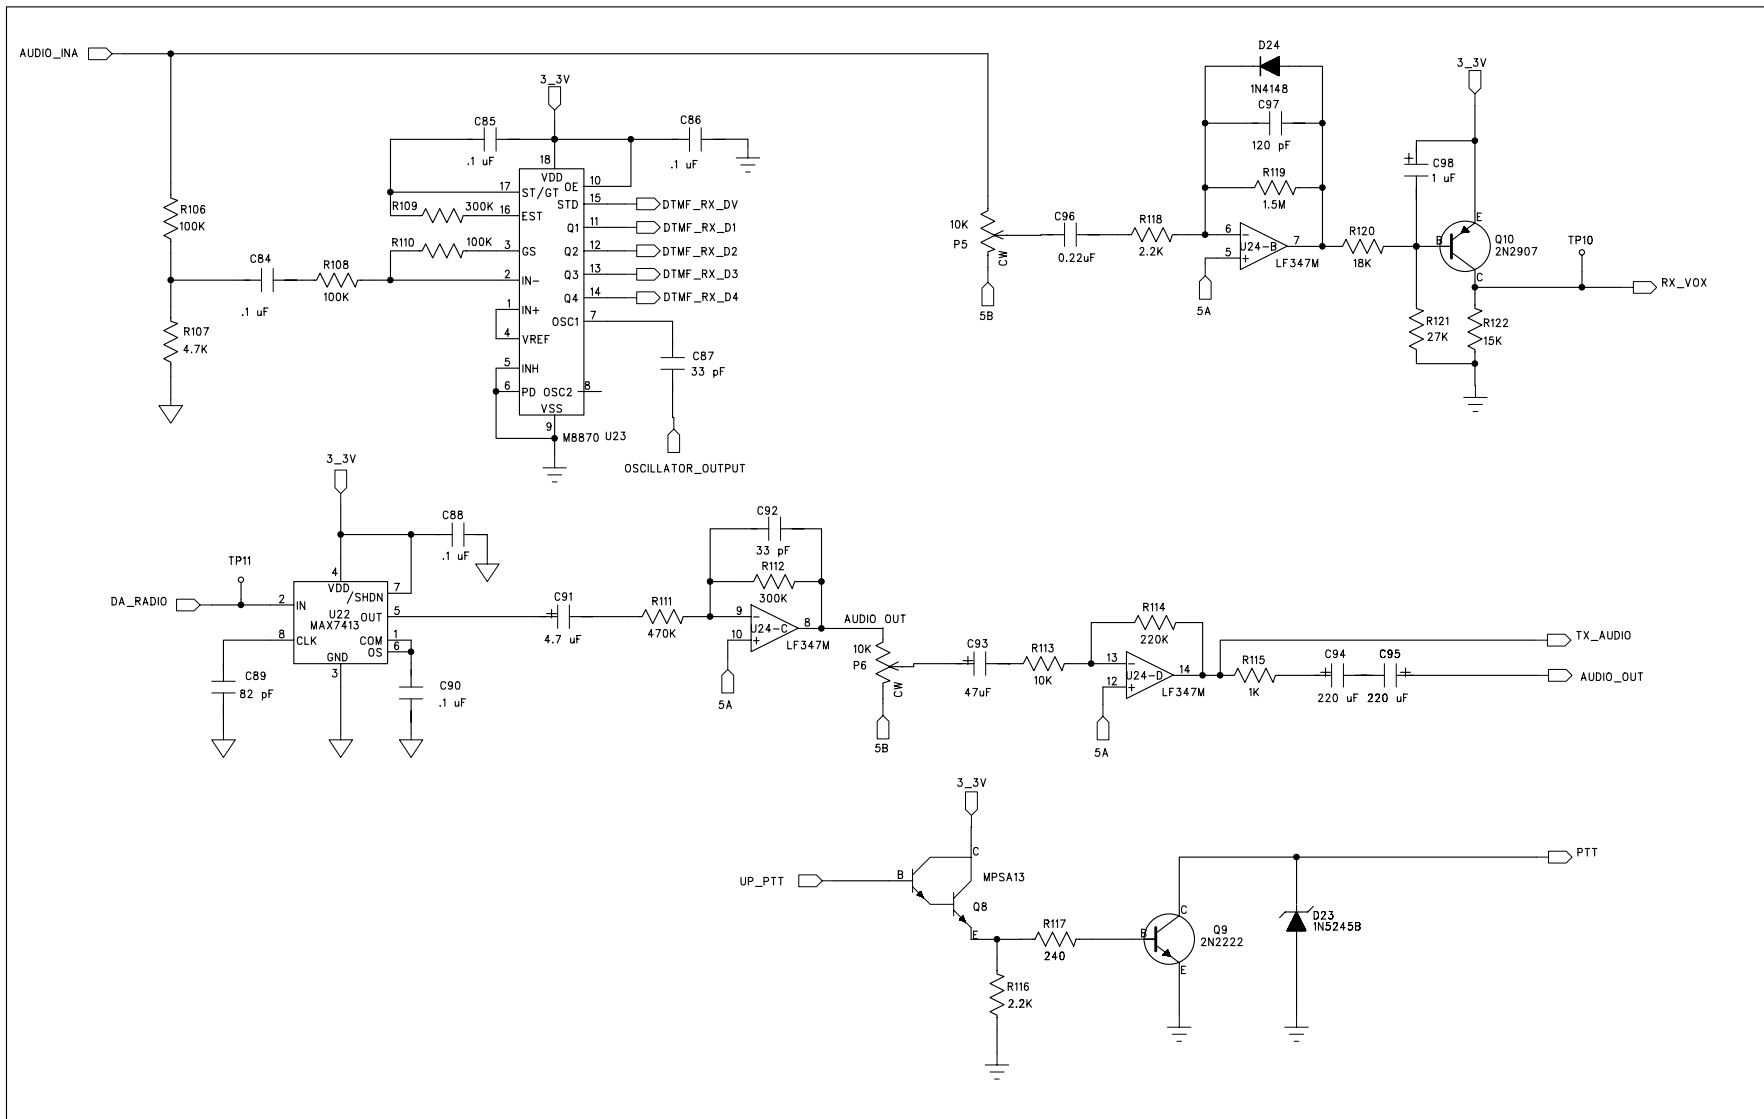 AUDIO_INA
R106
100K
R107
4.7K
C84
.1 uF
R108
100K
3_3V
C85
.1 uF
C86
.1 uF
R109
300K
R110
100K
18
VDD
17
ST/GT
16
EST
3
GS
2
IN-
1
IN+
4
VREF
5
INH
6
PD
OSC2
8
VSS
9
OE
10
STD
15
Q1
11
Q2
12
Q3
13
Q4
14
OSC1
7
M8870 U23
DTMF_RX_DV
DTMF_RX_D1
DTMF_RX_D2
DTMF_RX_D3
DTMF_RX_D4
C87
33 pF
OSCILLATOR_OUTPUT
10K
P5
CW
5B
C96
0.22uF
R118
2.2K
D24
1N4148
C97
120 pF
R119
1.5M
6
-
5
+
U24-B
7
LF347M
5A
R120
18K
3_3V
C98
1 uF
+
E
B
C
Q10
2N2907
TP10
RX_VOX
R121
27K
R122
15K
3_3V
C88
.1 uF
TP11
DA_RADIO
2
IN
4
VDD
7
/SHDN
U22
MAX7413
OUT
5
8
CLK
COM
1
OS
6
GND
3
C89
82 pF
C90
.1 uF
C91
+
4.7 uF
R111
470K
C92
33 pF
R112
300K
9
-
10
+
U24-C
8
LF347M
5A
AUDIO OUT
10K
P6
CW
5B
C93
+
47uF
R113
10K
R114
220K
13
-
12
+
U24-D
14
LF347M
5A
R115
1K
C94
+
220 uF
C95
+
220 uF
TX_AUDIO
AUDIO_OUT
3_3V
UP_PTT
B
C
MPSA13
Q8
E
R117
240
R116
2.2K
B
C
E
Q9
2N2222
D23
1N5245B
PTT